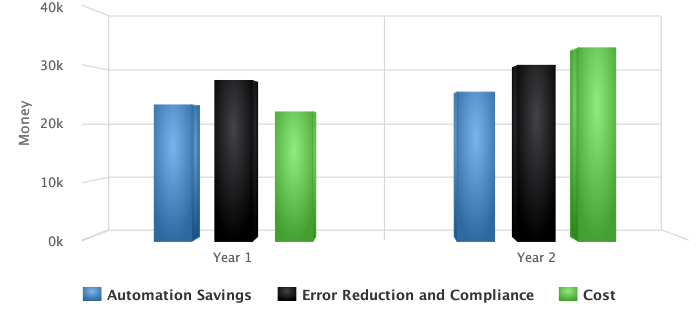 40k
30k
20k
10k
0k
Money
Year 1 Year 2
Automation Savings Error Reduction and Compliance Cost